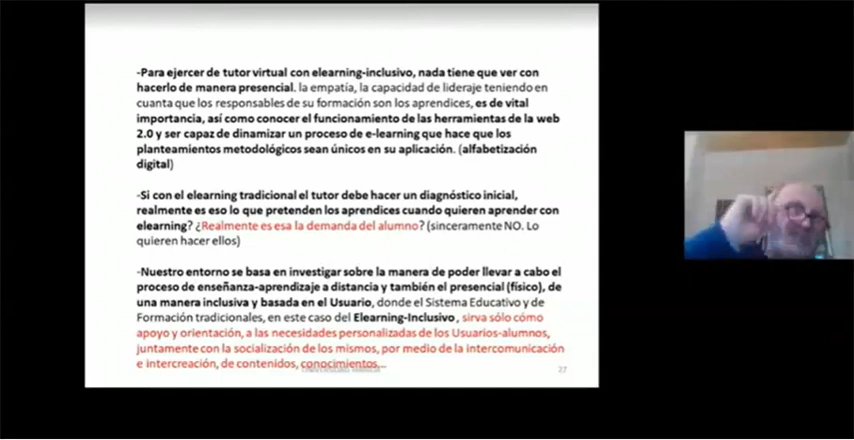 -Para ejercer de tutor virtual con elearning-inclusivo, nada tiene que ver con
hacerlo de manera presencial. la empatía, la capacidad de lideraje teniendo en
cuanta que los responsables de su formación son los aprendices, es de vital
importancia, así como conocer el funcionamiento de las herramientas de la web
2.0 y ser capaz de dinamizar un proceso de e-learning que hace que los
planteamientos metodológicos sean únicos en su aplicación. (alfabetización
digital)
-Si con el elearning tradicional el tutor debe hacer un diagnóstico inicial,
realmente es eso lo que pretenden los aprendices cuando quieren aprender con
elearning? ¿Realmente es esa la demanda del alumno? (sinceramente NO. Lo
quieren hacer ellos)
-Nuestro entorno se basa en investigar sobre la manera de poder llevar a cabo el
proceso de enseñanza-aprendizaje a distancia y también el presencial (físico), de
una manera inclusiva y basada en el Usuario, donde el Sistema Educativo y de
Formación tradicionales, en este caso del Elearning-Inclusivo, sirva sólo cómo
apoyo y orientación, a las necesidades personalizadas de los Usuarios-alumnos,
juntamente con la socialización de los mismos, por medio de la intercomunicación
e intercreación, de contenidos, conocimientos...
27